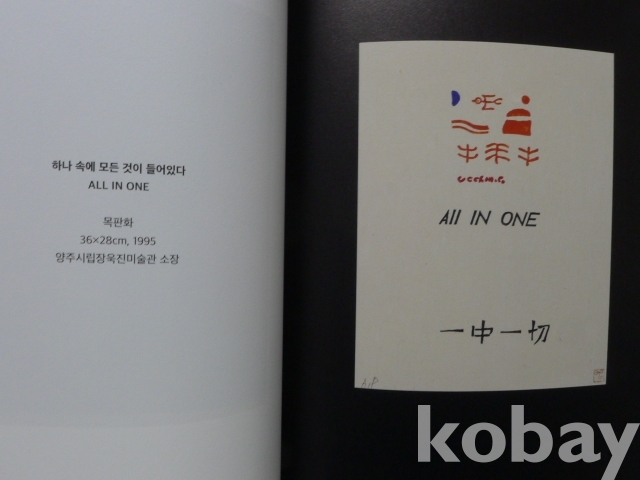 하나 속에 모든 것이 들어있다
ALL IN ONE
목판화
36×28cm, 1995
양주시립장욱진미술관 소장
All IN ONE
一中一切
kobay